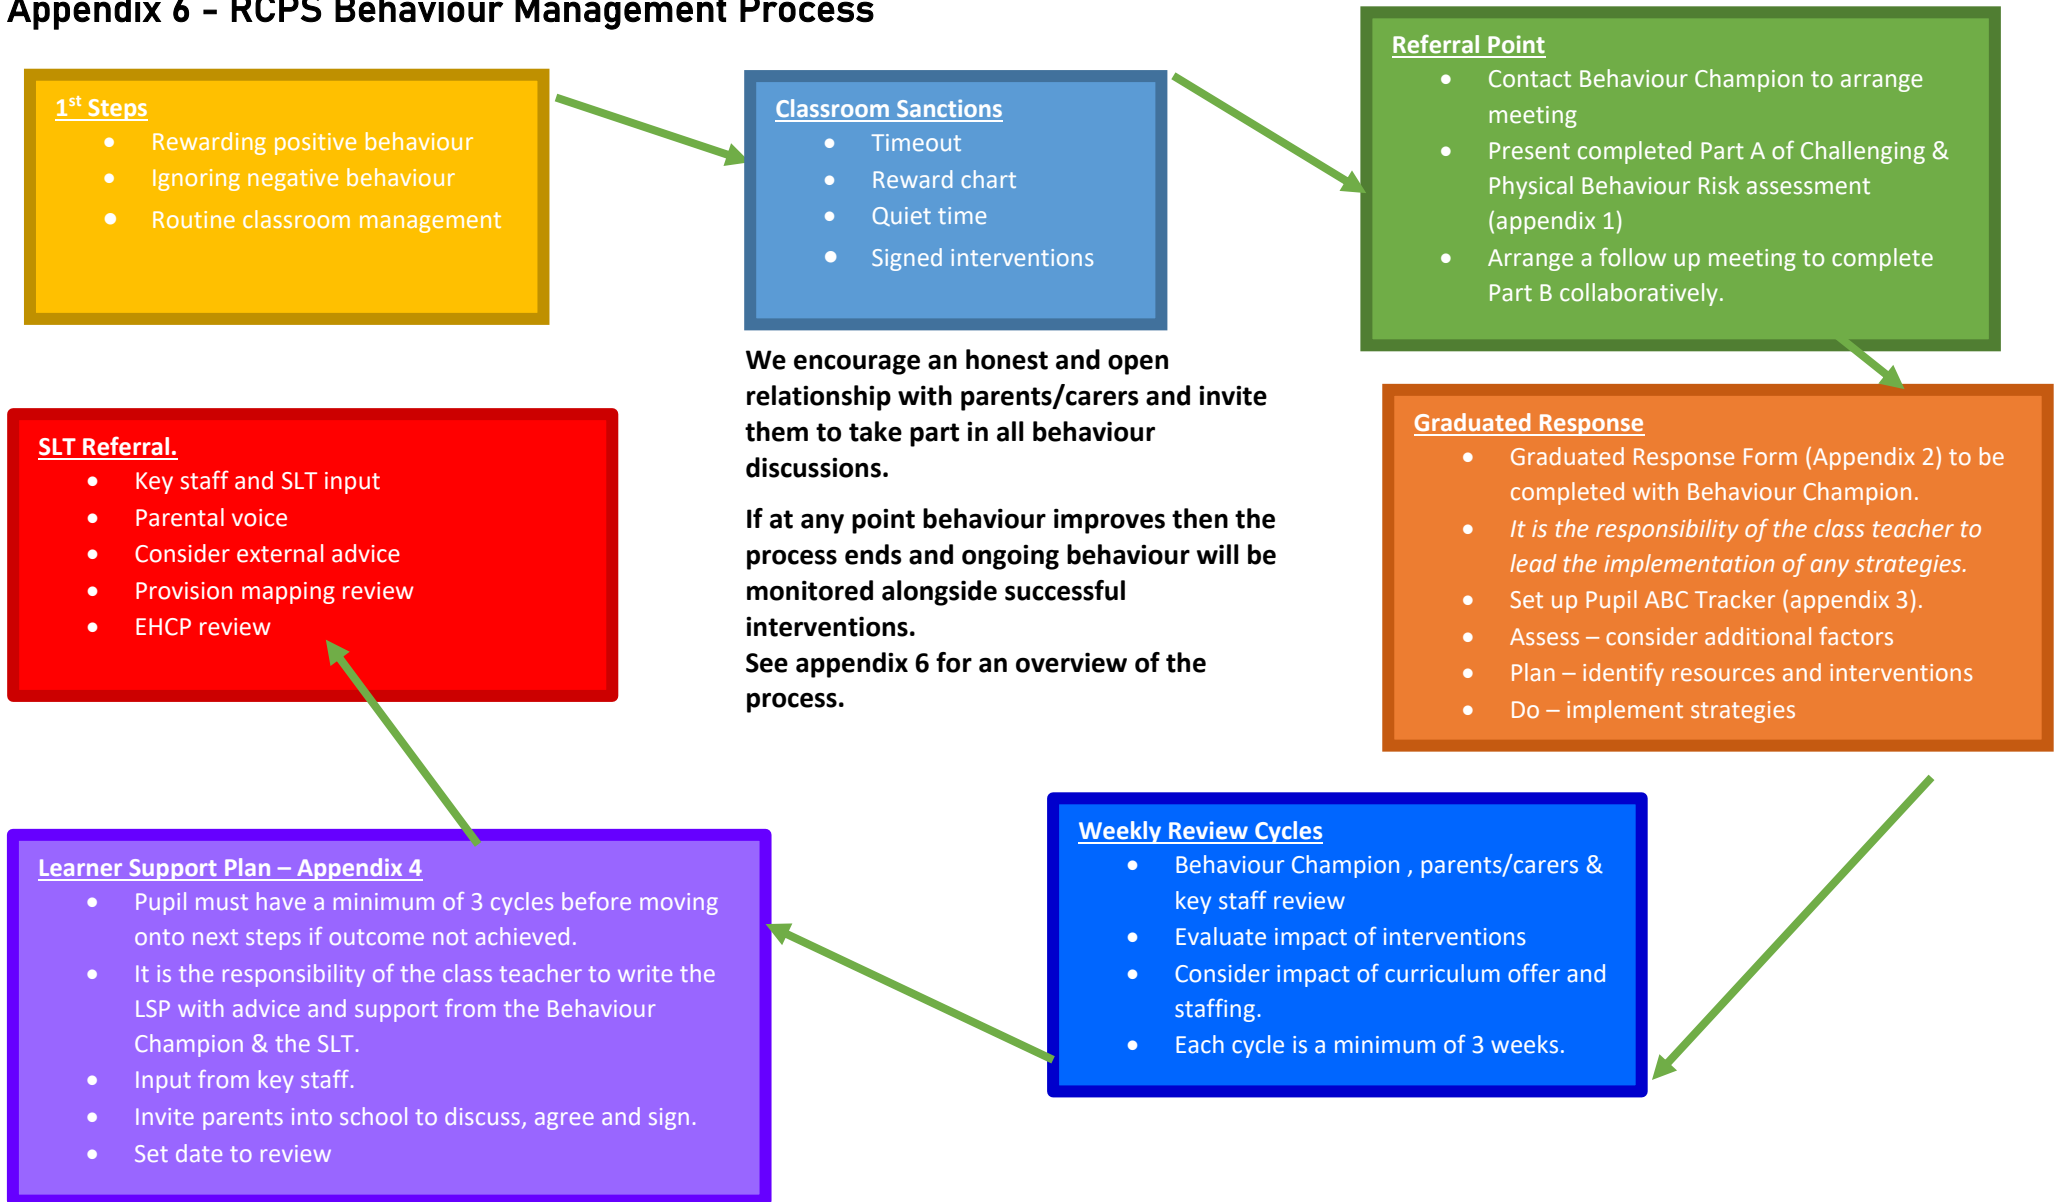 Appendix 6 - RCPS Behaviour Management Process
1st Steps
• Rewarding positive behaviour
• Ignoring negative behaviour
• Routine classroom management
Classroom Sanctions
• Timeout
• Reward chart
• Quiet time
• Signed interventions
Referral Point
• Contact Behaviour Champion to arrange
meeting
• Present completed Part A of Challenging &
Physical Behaviour Risk assessment
(appendix 1)
• Arrange a follow up meeting to complete
Part B collaboratively.
We encourage an honest and open
relationship with parents/carers and invite
them to take part in all behaviour
discussions.
If at any point behaviour improves then the
process ends and ongoing behaviour will be
monitored alongside successful
interventions.
See appendix 6 for an overview of the
process.
Graduated Response
• Graduated Response Form (Appendix 2) to be
completed with Behaviour Champion.
• It is the responsibility of the class teacher to
lead the implementation of any strategies.
• Set up Pupil ABC Tracker (appendix 3).
• Assess – consider additional factors
• Plan – identify resources and interventions
• Do – implement strategies
SLT Referral.
• Key staff and SLT input
• Parental voice
• Consider external advice
• Provision mapping review
• EHCP review
Weekly Review Cycles
• Behaviour Champion , parents/carers &
key staff review
• Evaluate impact of interventions
• Consider impact of curriculum offer and
staffing.
• Each cycle is a minimum of 3 weeks.
Learner Support Plan – Appendix 4
• Pupil must have a minimum of 3 cycles before moving
onto next steps if outcome not achieved.
• It is the responsibility of the class teacher to write the
LSP with advice and support from the Behaviour
Champion & the SLT.
• Input from key staff.
• Invite parents into school to discuss, agree and sign.
• Set date to review